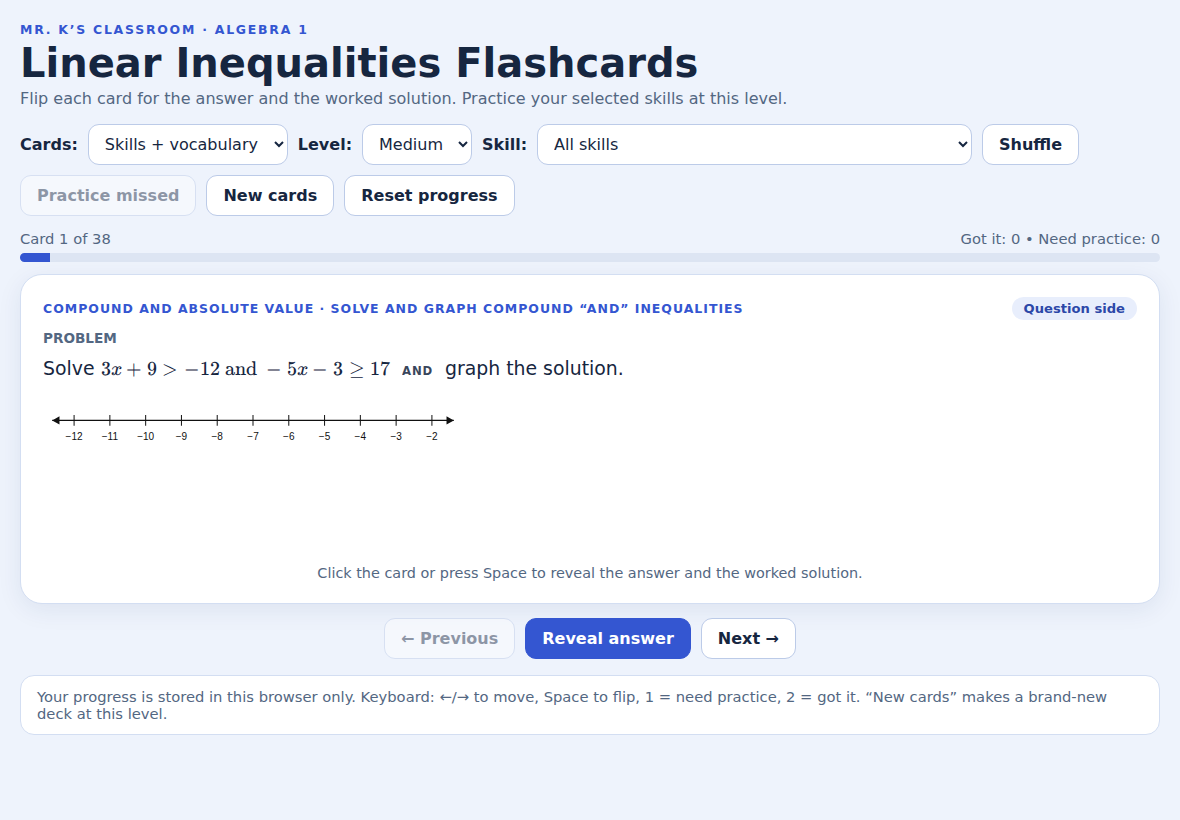 MR. K’S CLASSROOM · ALGEBRA 1
Linear Inequalities Flashcards
Flip each card for the answer and the worked solution. Practice your selected skills at this level.
Cards: Skills + vocabulary Level: Medium Skill: All skills Shuffle
Practice missed New cards Reset progress
Card 1 of 38 Got it: 0 • Need practice: 0
COMPOUND AND ABSOLUTE VALUE · SOLVE AND GRAPH COMPOUND “AND” INEQUALITIES Question side
PROBLEM
Solve 3x + 9 > −12 and − 5x − 3 ≥ 17 AND graph the solution.
−12 −11 −10 −9 −8 −7 −6 −5 −4 −3 −2
Click the card or press Space to reveal the answer and the worked solution.
← Previous Reveal answer Next →
Your progress is stored in this browser only. Keyboard: ←/→ to move, Space to flip, 1 = need practice, 2 = got it. “New cards” makes a brand-new
deck at this level.